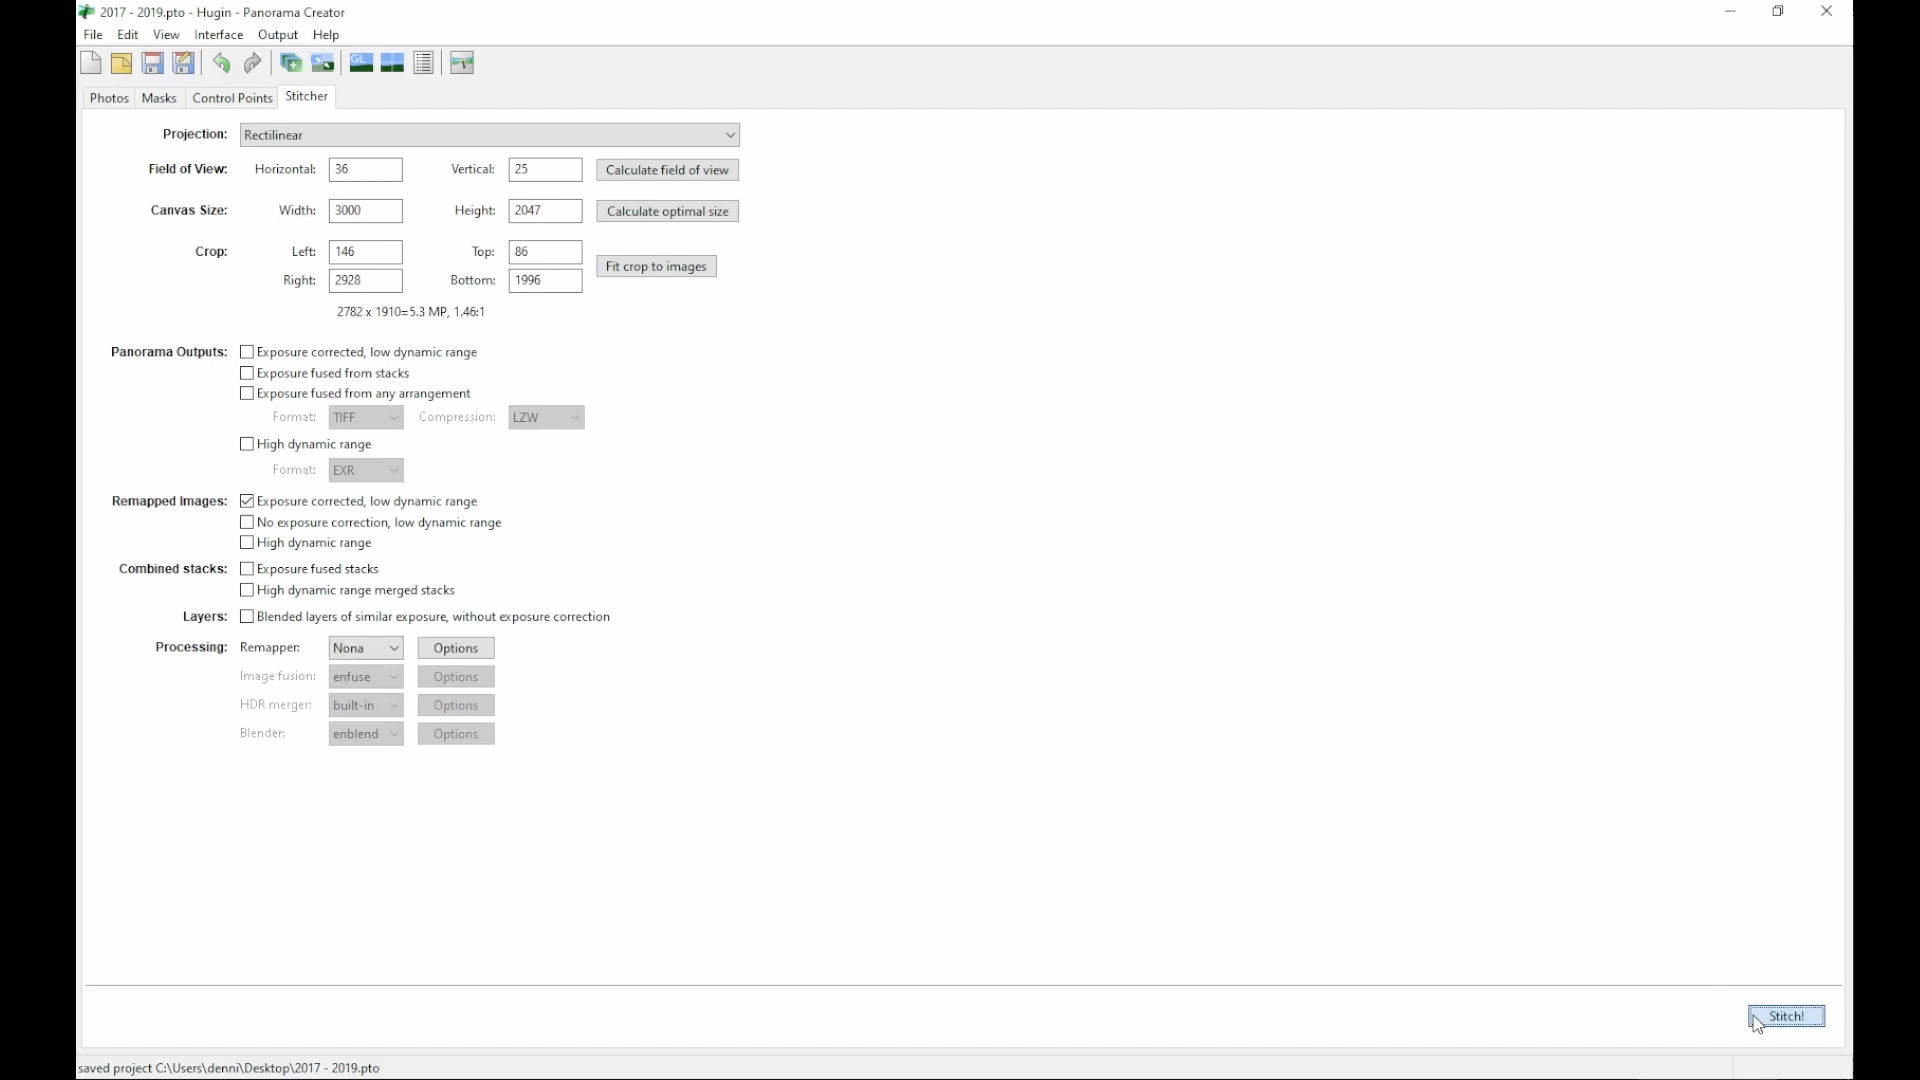 2017 - 2019.pto - Hugin - Panorama Creator
File Edit View Interface Output Help
GL
Photos Masks Control Points Stitcher
Projection: Rectilinear
Field of View: Horizontal: 36 Vertical: 25 Calculate field of view
Canvas Size: Width: 3000 Height: 2047 Calculate optimal size
Crop: Left: 146 Top: 86
Fit crop to images
Right: 2928 Bottom: 1996
2782 x 1910=5.3 MP, 1.46:1
Panorama Outputs: Exposure corrected, low dynamic range
Exposure fused from stacks
Exposure fused from any arrangement
Format: TIFF Compression: LZW
High dynamic range
Format: EXR
Remapped Images: Exposure corrected, low dynamic range
No exposure correction, low dynamic range
High dynamic range
Combined stacks: Exposure fused stacks
High dynamic range merged stacks
Layers: Blended layers of similar exposure, without exposure correction
Processing: Remapper: Nona Options
Image fusion: enfuse Options
HDR merger: built-in Options
Blender: enblend Options
Stitch!
saved project C:\Users\denni\Desktop\2017 - 2019.pto